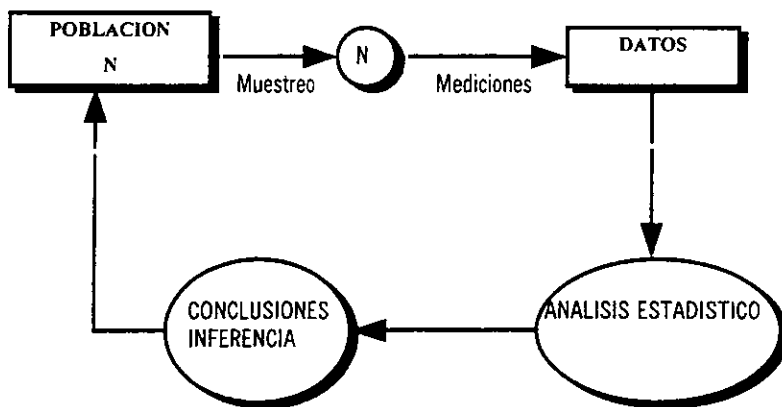 POBLACION
N
Muestreo
N
Mediciones
DATOS
ANALISIS ESTADISTICO
CONCLUSIONES
INFERENCIA